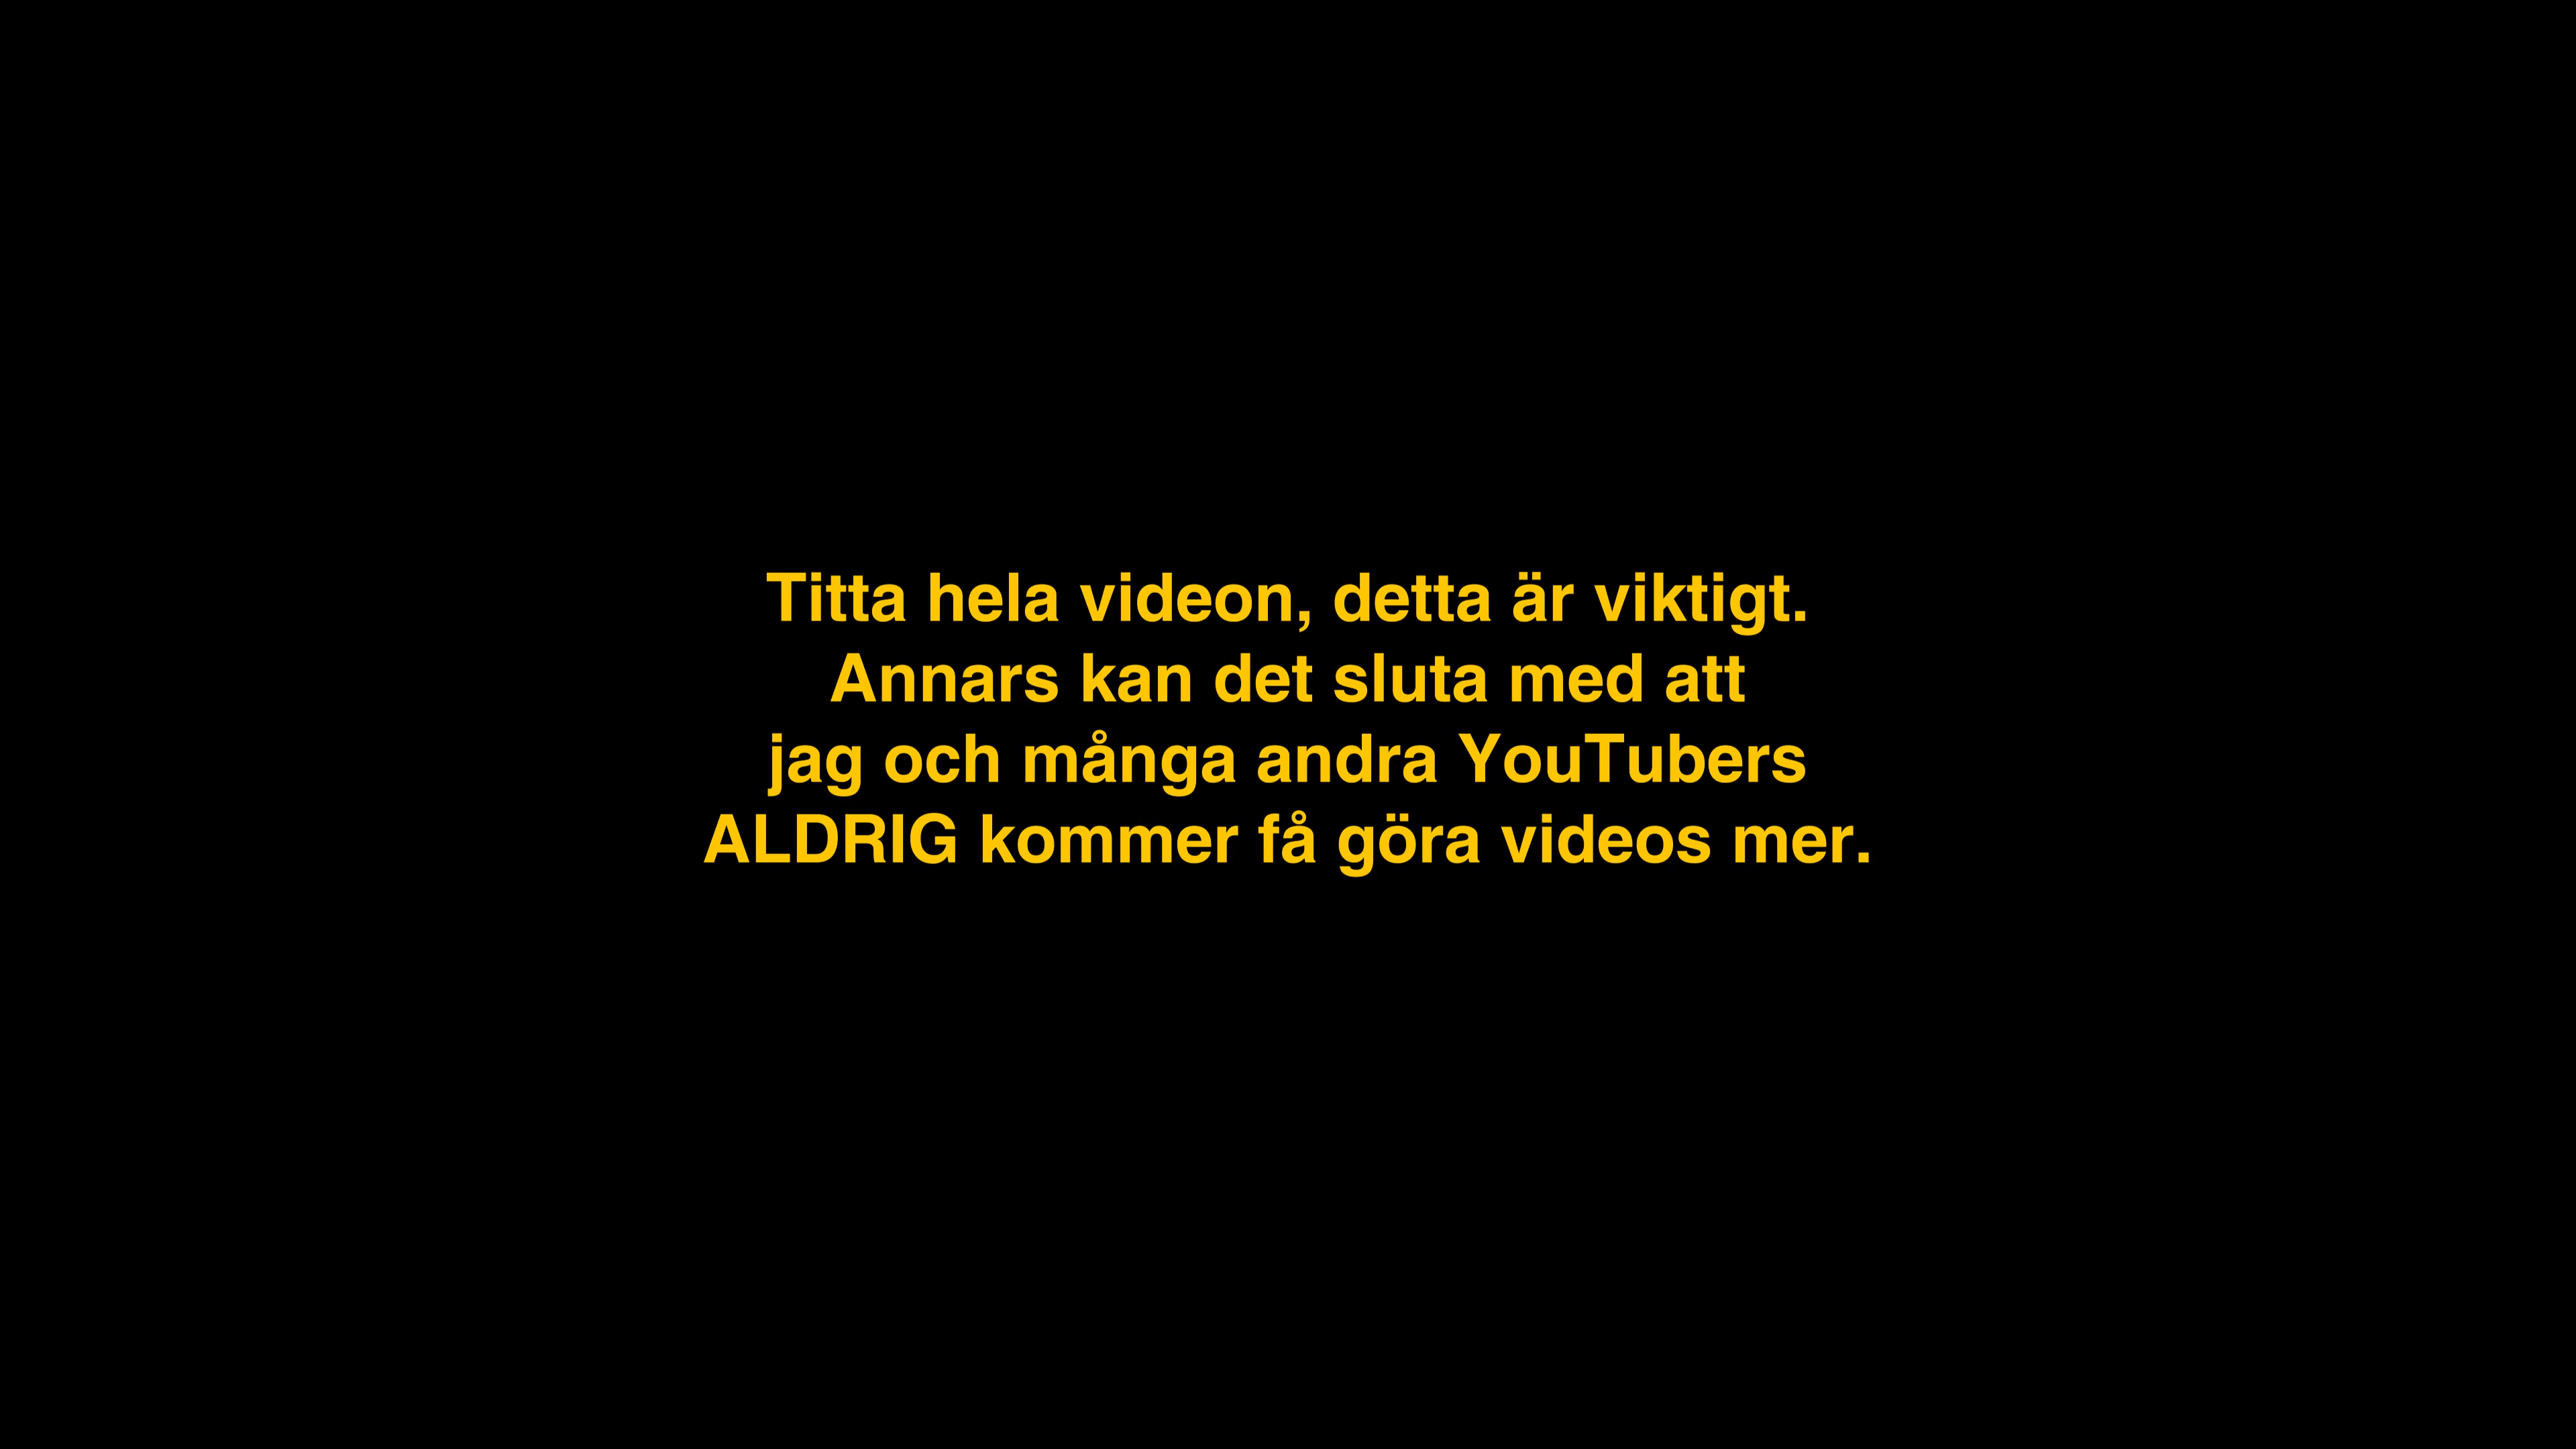 Titta hela videon, detta är viktigt.
Annars kan det sluta med att
jag och många andra YouTubers
ALDRIG kommer få göra videos mer.